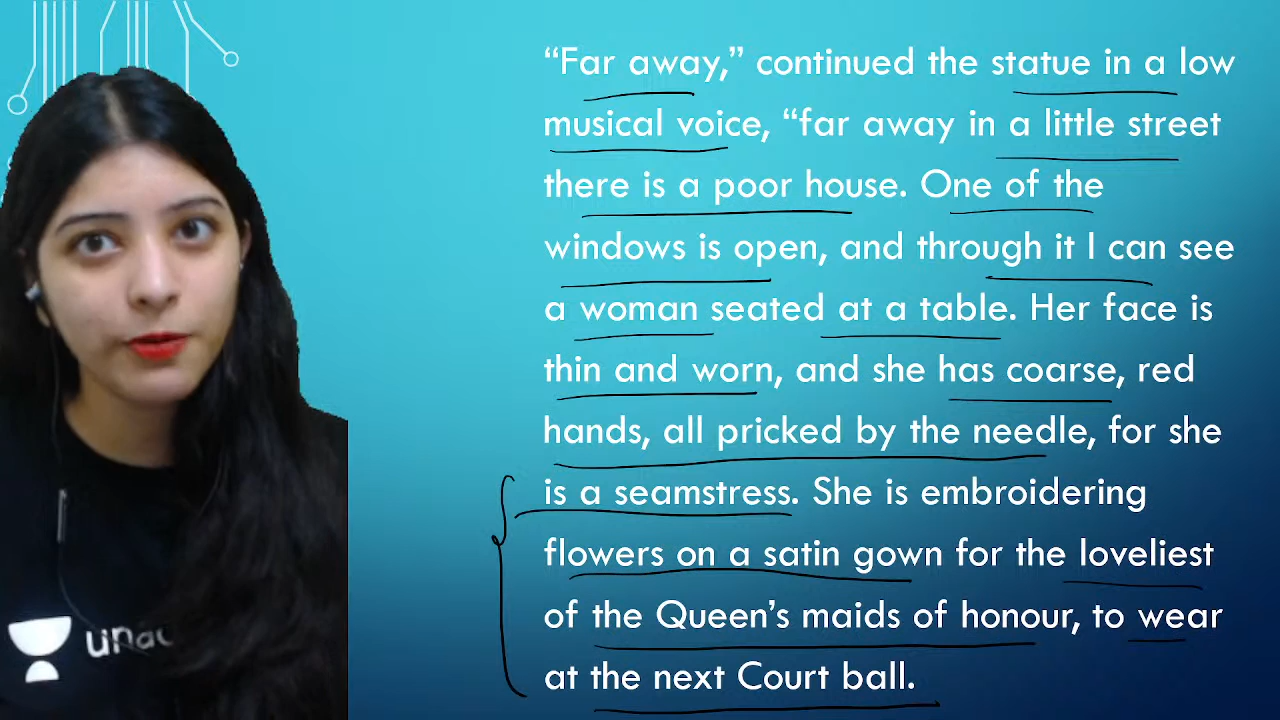 “Far away,” continued the statue in a low
musical voice, “far away in a little street
there is a poor house. One of the
windows is open, and through it I can see
a woman seated at a table. Her face is
thin and worn, and she has coarse, red
hands, all pricked by the needle, for she
is a seamstress. She is embroidering
flowers on a satin gown for the loveliest
of the Queen’s maids of honour, to wear
at the next Court ball.